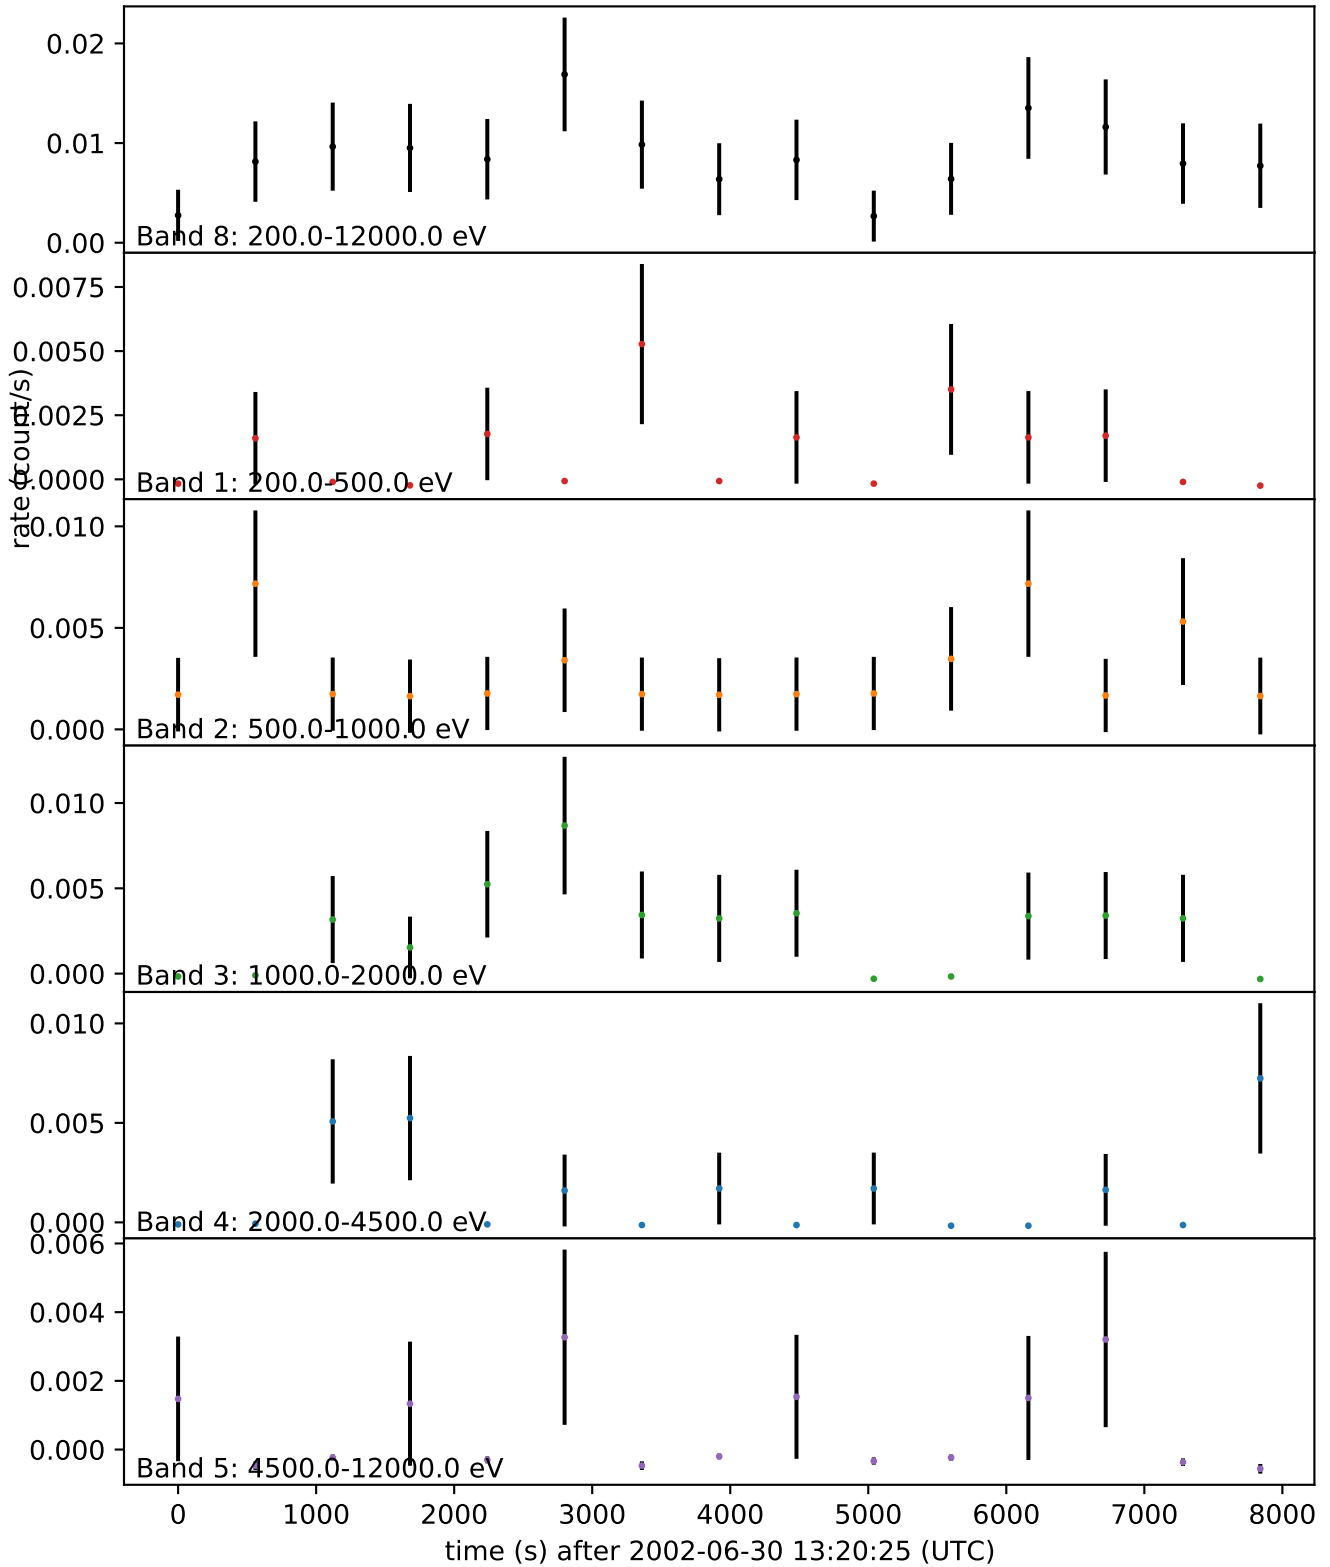 0.02
0.01
0.00
Band 8: 200.0-12000.0 eV
0.0075
0.0050
0.0025
0.0000
Band 1: 200.0-500.0 eV
rate (count/s)
0.010
0.005
0.000
Band 2: 500.0-1000.0 eV
0.010
0.005
0.000
Band 3: 1000.0-2000.0 eV
0.010
0.005
0.000
Band 4: 2000.0-4500.0 eV
0.006
0.004
0.002
0.000
Band 5: 4500.0-12000.0 eV
0 1000 2000 3000 4000 5000 6000 7000 8000
time (s) after 2002-06-30 13:20:25 (UTC)